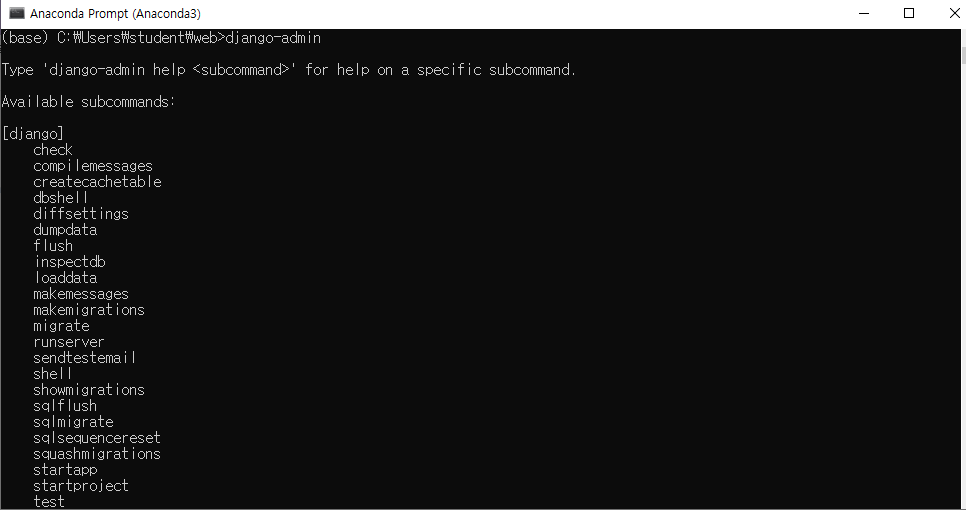 Anaconda Prompt (Anaconda3)
(base) C:₩Users₩student₩web>django-admin
Type 'django-admin help <subcommand>' for help on a specific subcommand.
Available subcommands:
[django]
check
compilemessages
createcachetable
dbshell
diffsettings
dumpdata
flush
inspectdb
loaddata
makemessages
makemigrations
migrate
runserver
sendtestemail
shell
showmigrations
sqlflush
sqlmigrate
sqlsequencereset
squashmigrations
startapp
startproject
test